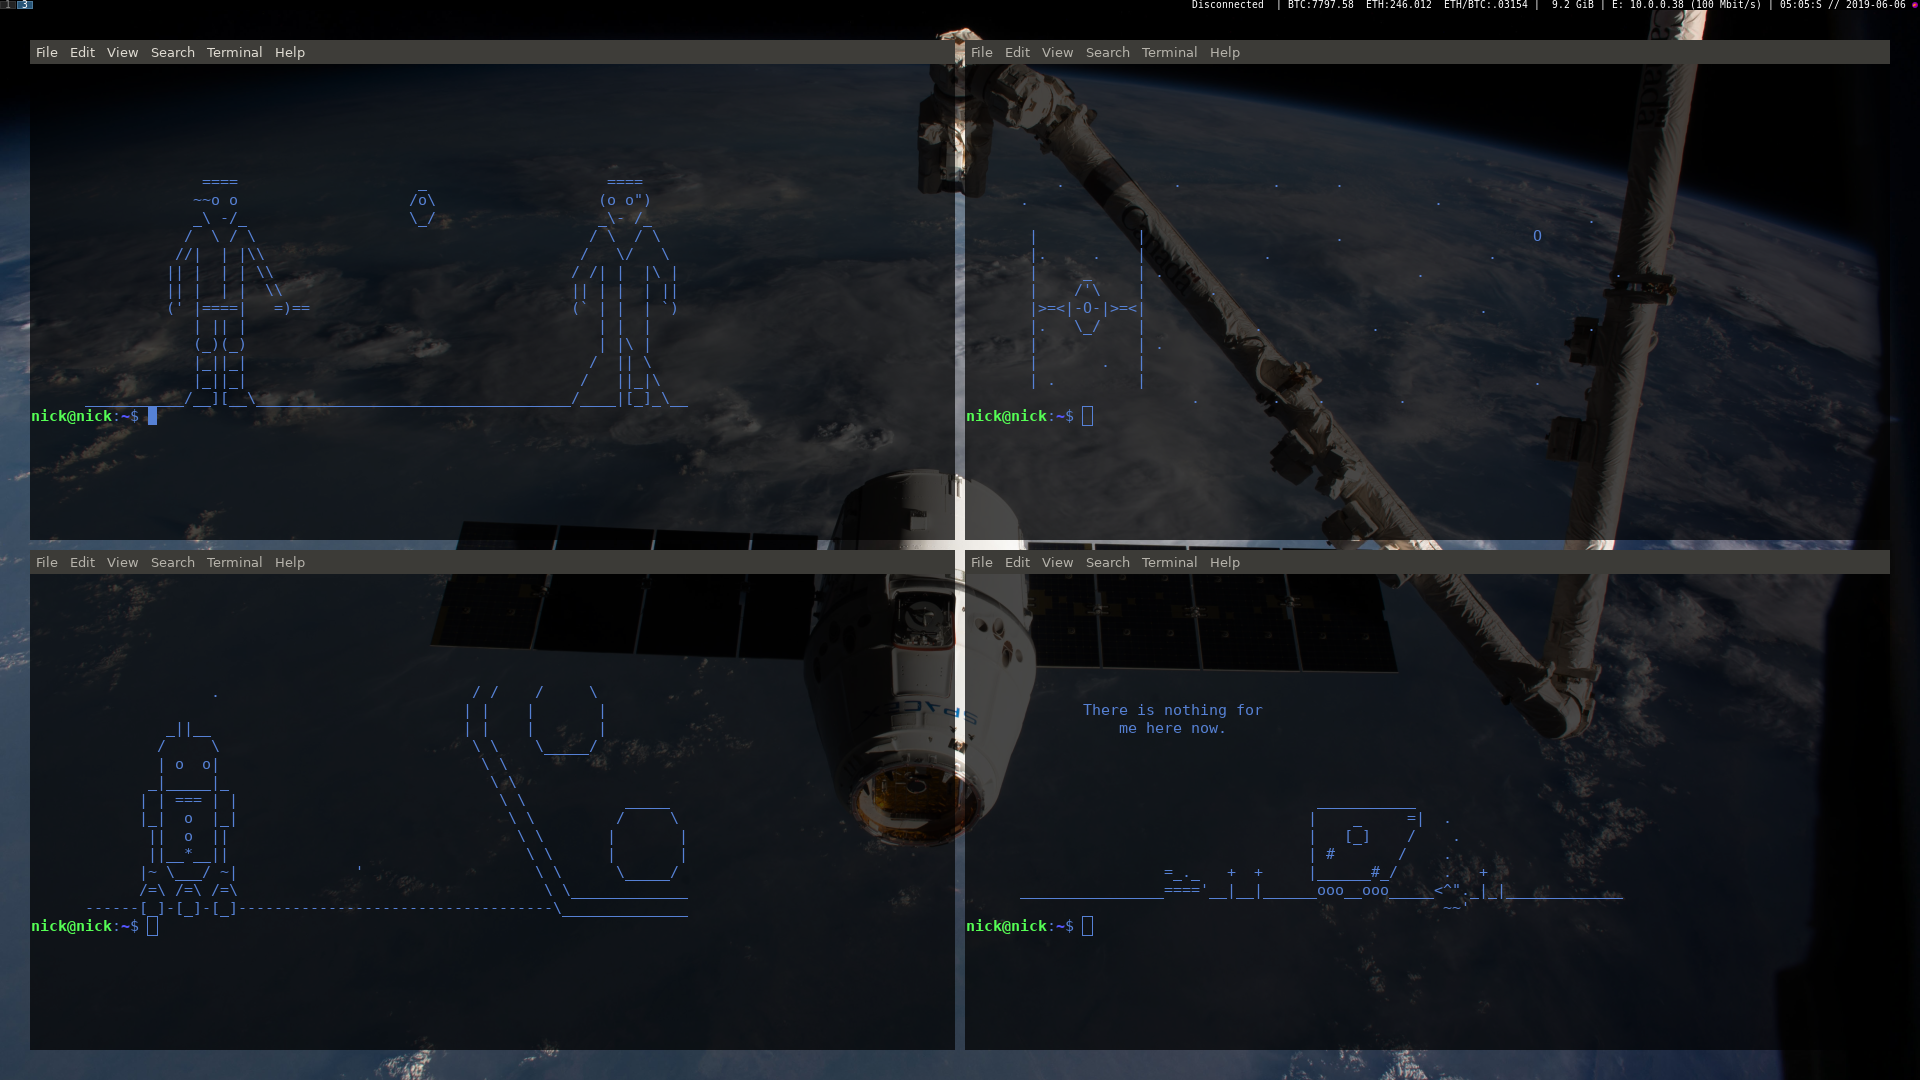 1 3
Disconnected | BTC:7797.58 ETH:246.012 ETH/BTC:.03154 | 9.2 GiB | E: 10.0.0.38 (100 Mbit/s) | 05:05:S // 2019-06-06
File Edit View Search Terminal Help
nick@nick:~$
File Edit View Search Terminal Help
nick@nick:~$
File Edit View Search Terminal Help
nick@nick:~$
File Edit View Search Terminal Help
There is nothing for
me here now.
nick@nick:~$
Canada
SPACEX